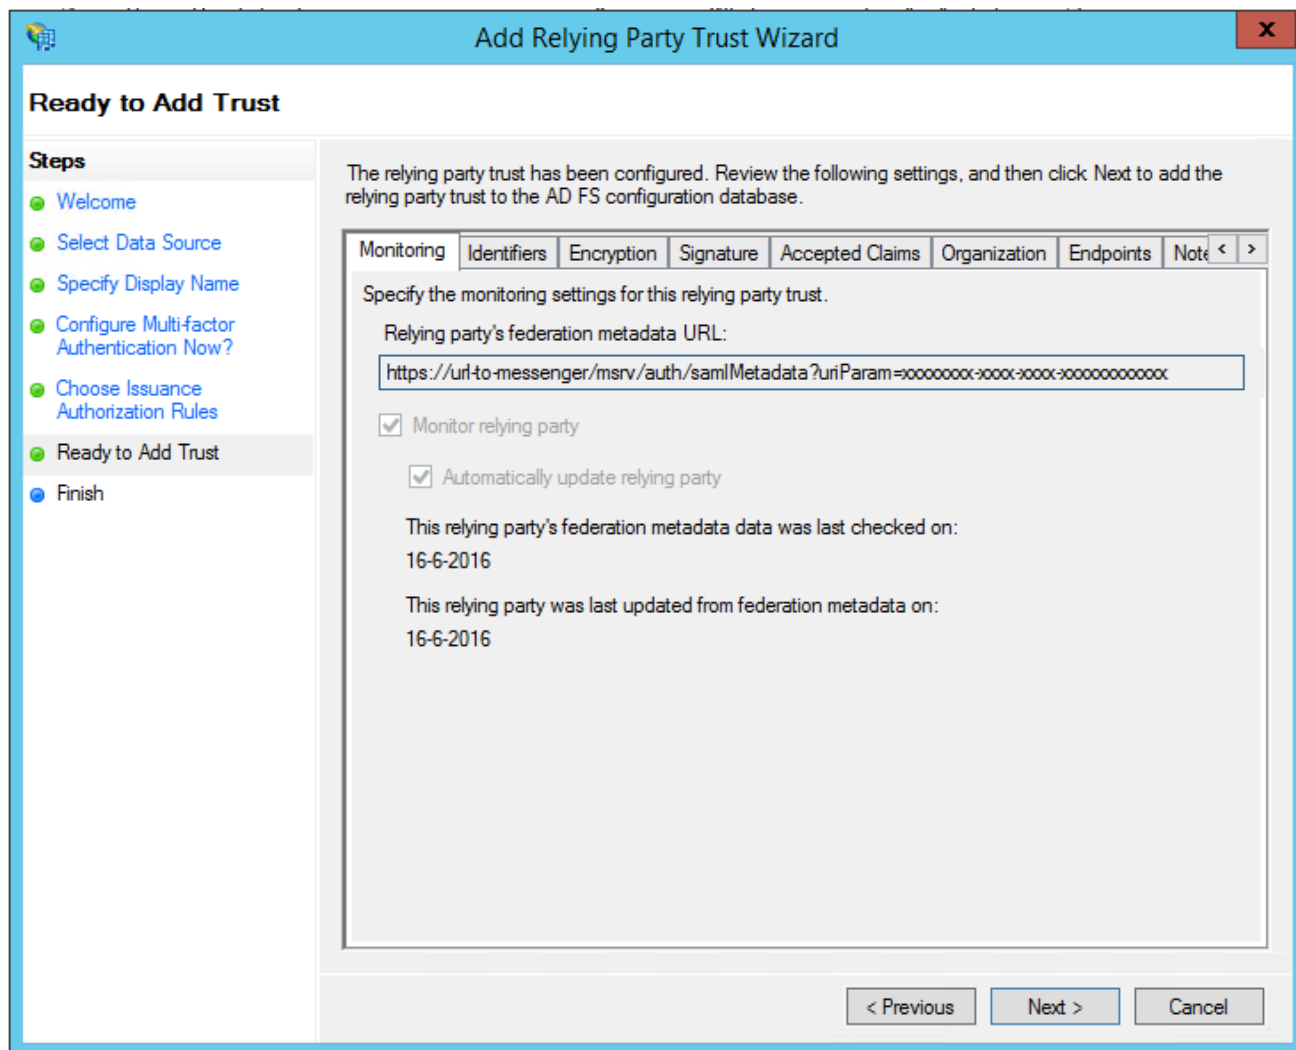 Add Relying Party Trust Wizard
X
Ready to Add Trust
Steps
Welcome
Select Data Source
Specify Display Name
Configure Multi-factor
Authentication Now?
Choose Issuance
Authorization Rules
Ready to Add Trust
Finish
The relying party trust has been configured. Review the following settings, and then click Next to add the
relying party trust to the AD FS configuration database.
Monitoring Identifiers Encryption Signature Accepted Claims Organization Endpoints < >
Specify the monitoring settings for this relying party trust.
Relying party's federation metadata URL:
https://url-to-messenger/msrv/auth/samlMetadata?uriParam=xxxxxxxx-xxxx-xxxx-xxxxxxxxxxxx
Monitor relying party
Automatically update relying party
This relying party's federation metadata data was last checked on:
16-6-2016
This relying party was last updated from federation metadata on:
16-6-2016
< Previous Next > Cancel